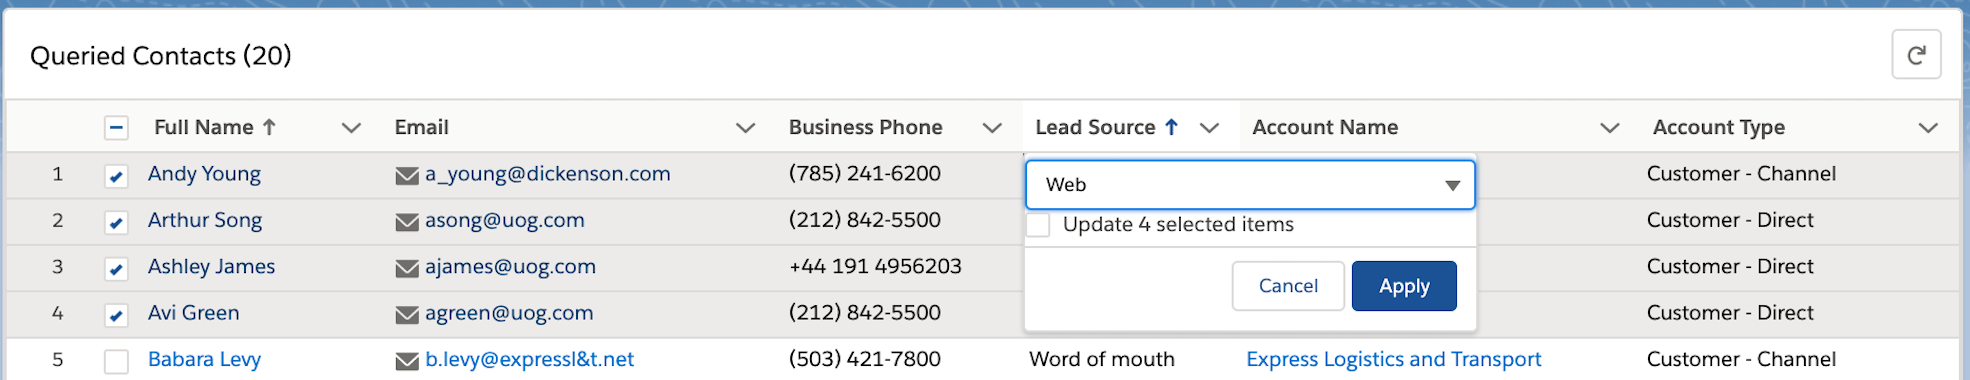 Queried Contacts (20)
Full Name Email Business Phone Lead Source Account Name Account Type
1 Andy Young a_young@dickenson.com (785) 241-6200 Web Customer - Channel
2 Arthur Song asong@uog.com (212) 842-5500 Update 4 selected items Customer - Direct
3 Ashley James ajames@uog.com +44 191 4956203 Cancel Apply Customer - Direct
4 Avi Green agreen@uog.com (212) 842-5500 Customer - Direct
5 Babara Levy b.levy@expressl&t.net (503) 421-7800 Word of mouth Express Logistics and Transport Customer - Channel